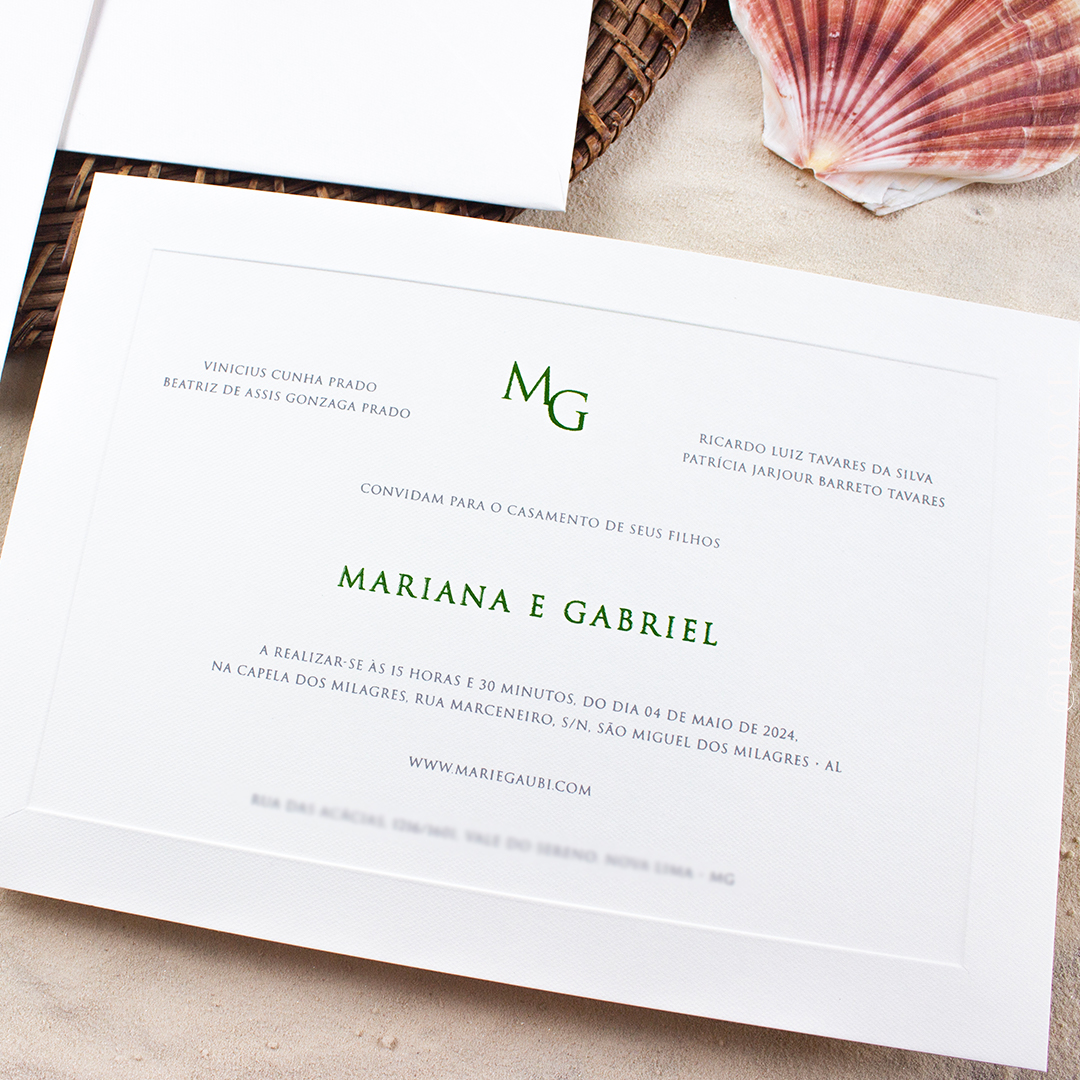 MG
VINICIUS CUNHA PRADO
BEATRIZ DE ASSIS GONZAGA PRADO
RICARDO LUIZ TAVARES DA SILVA
PATRÍCIA JARJOUR BARRETO TAVARES
CONVIDAM PARA O CASAMENTO DE SEUS FILHOS
MARIANA E GABRIEL
A REALIZAR-SE ÀS 15 HORAS E 30 MINUTOS, DO DIA 04 DE MAIO DE 2024,
NA CAPELA DOS MILAGRES, RUA MARCENEIRO, S/N, SÃO MIGUEL DOS MILAGRES • AL
WWW.MARIEGAUBI.COM